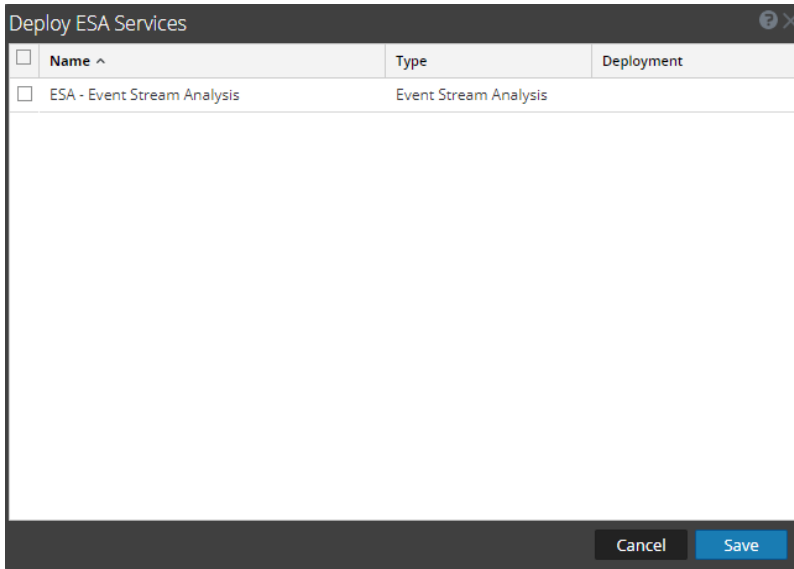 Deploy ESA Services
Name Type Deployment
ESA - Event Stream Analysis Event Stream Analysis
Cancel Save